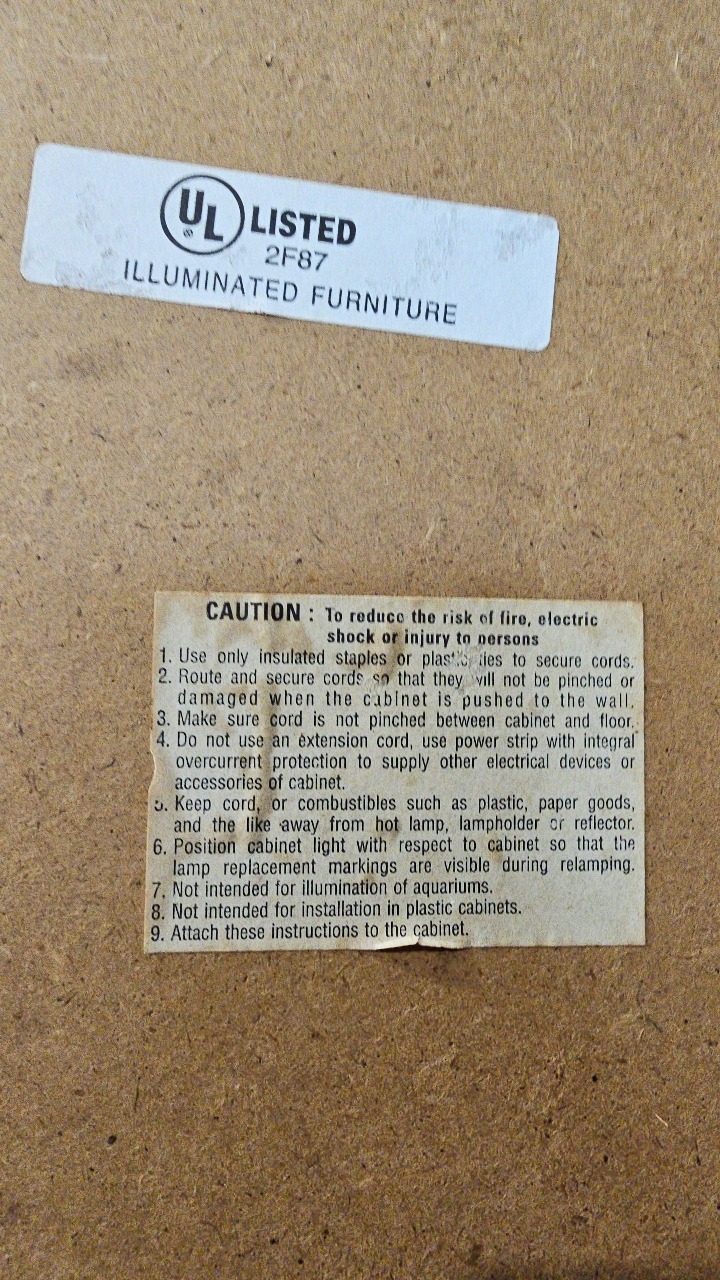 UL® LISTED
2F87
ILLUMINATED FURNITURE
CAUTION : To reduce the risk of fire, electric
shock or injury to persons
1. Use only insulated staples or plastic ties to secure cords.
2. Route and secure cords so that they will not be pinched or
damaged when the cabinet is pushed to the wall.
3. Make sure cord is not pinched between cabinet and floor.
4. Do not use an extension cord, use power strip with integral
overcurrent protection to supply other electrical devices or
accessories of cabinet.
5. Keep cord, or combustibles such as plastic, paper goods,
and the like away from hot lamp, lampholder or reflector.
6. Position cabinet light with respect to cabinet so that the
lamp replacement markings are visible during relamping.
7. Not intended for illumination of aquariums.
8. Not intended for installation in plastic cabinets.
9. Attach these instructions to the cabinet.